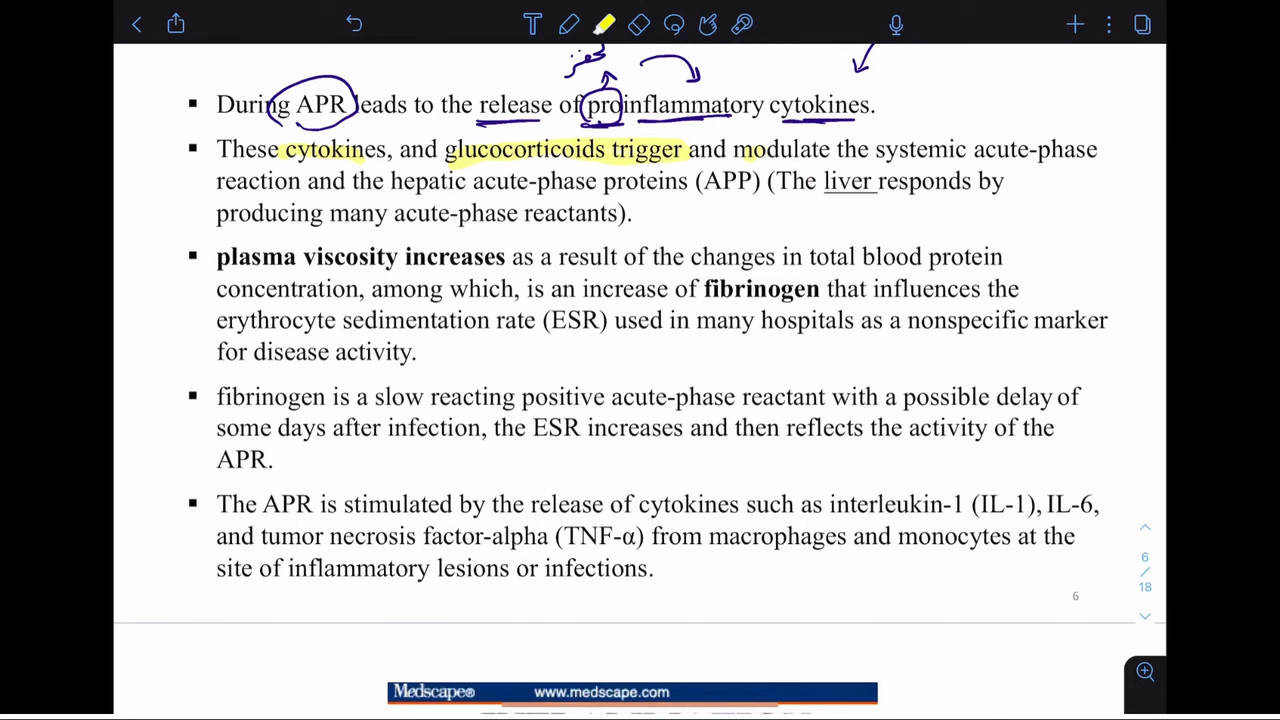 ▪ During APR leads to the release of proinflammatory cytokines.
▪ These cytokines, and glucocorticoids trigger and modulate the systemic acute-phase
reaction and the hepatic acute-phase proteins (APP) (The liver responds by
producing many acute-phase reactants).
▪ plasma viscosity increases as a result of the changes in total blood protein
concentration, among which, is an increase of fibrinogen that influences the
erythrocyte sedimentation rate (ESR) used in many hospitals as a nonspecific marker
for disease activity.
▪ fibrinogen is a slow reacting positive acute-phase reactant with a possible delay of
some days after infection, the ESR increases and then reflects the activity of the
APR.
▪ The APR is stimulated by the release of cytokines such as interleukin-1 (IL-1), IL-6,
and tumor necrosis factor-alpha (TNF-α) from macrophages and monocytes at the
site of inflammatory lesions or infections.
6
/
18
6
Medscape® www.medscape.com